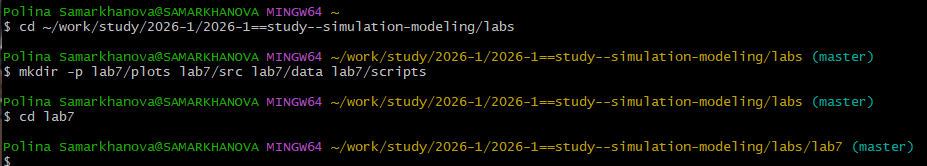 Polina Samarkhanova@SAMARKHANOVA MINGW64 ~
$ cd ~/work/study/2026-1/2026-1==study--simulation-modeling/labs
Polina Samarkhanova@SAMARKHANOVA MINGW64 ~/work/study/2026-1/2026-1==study--simulation-modeling/labs (master)
$ mkdir -p lab7/plots lab7/src lab7/data lab7/scripts
Polina Samarkhanova@SAMARKHANOVA MINGW64 ~/work/study/2026-1/2026-1==study--simulation-modeling/labs (master)
$ cd lab7
Polina Samarkhanova@SAMARKHANOVA MINGW64 ~/work/study/2026-1/2026-1==study--simulation-modeling/labs/lab7 (master)
$